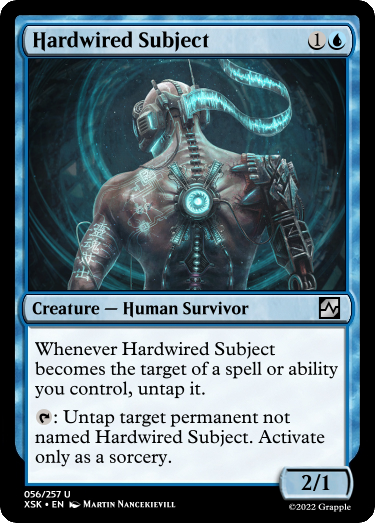 Hardwired Subject 1
Creature — Human Survivor
Whenever Hardwired Subject
becomes the target of a spell or ability
you control, untap it.
: Untap target permanent not
named Hardwired Subject. Activate
only as a sorcery.
2/1
056/257 U
XSK • EN Martin Nancekievill
©2022 Grapple